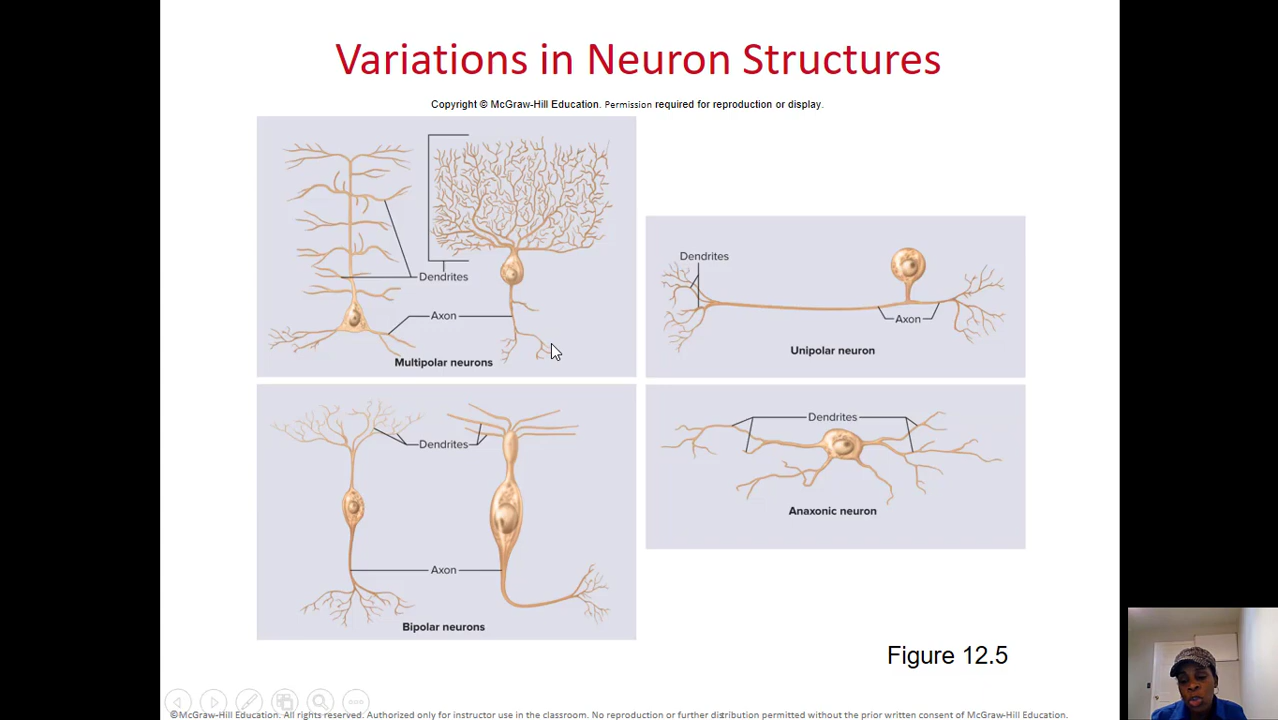 Variations in Neuron Structures
Copyright © McGraw-Hill Education. Permission required for reproduction or display.
Dendrites
Axon
Multipolar neurons
Dendrites
Axon
Unipolar neuron
Dendrites
Axon
Bipolar neurons
Dendrites
Anaxonic neuron
Figure 12.5
©McGraw-Hill Education. All rights reserved. Authorized only for instructor use in the classroom. No reproduction or further distribution permitted without the prior written consent of McGraw-Hill Education.